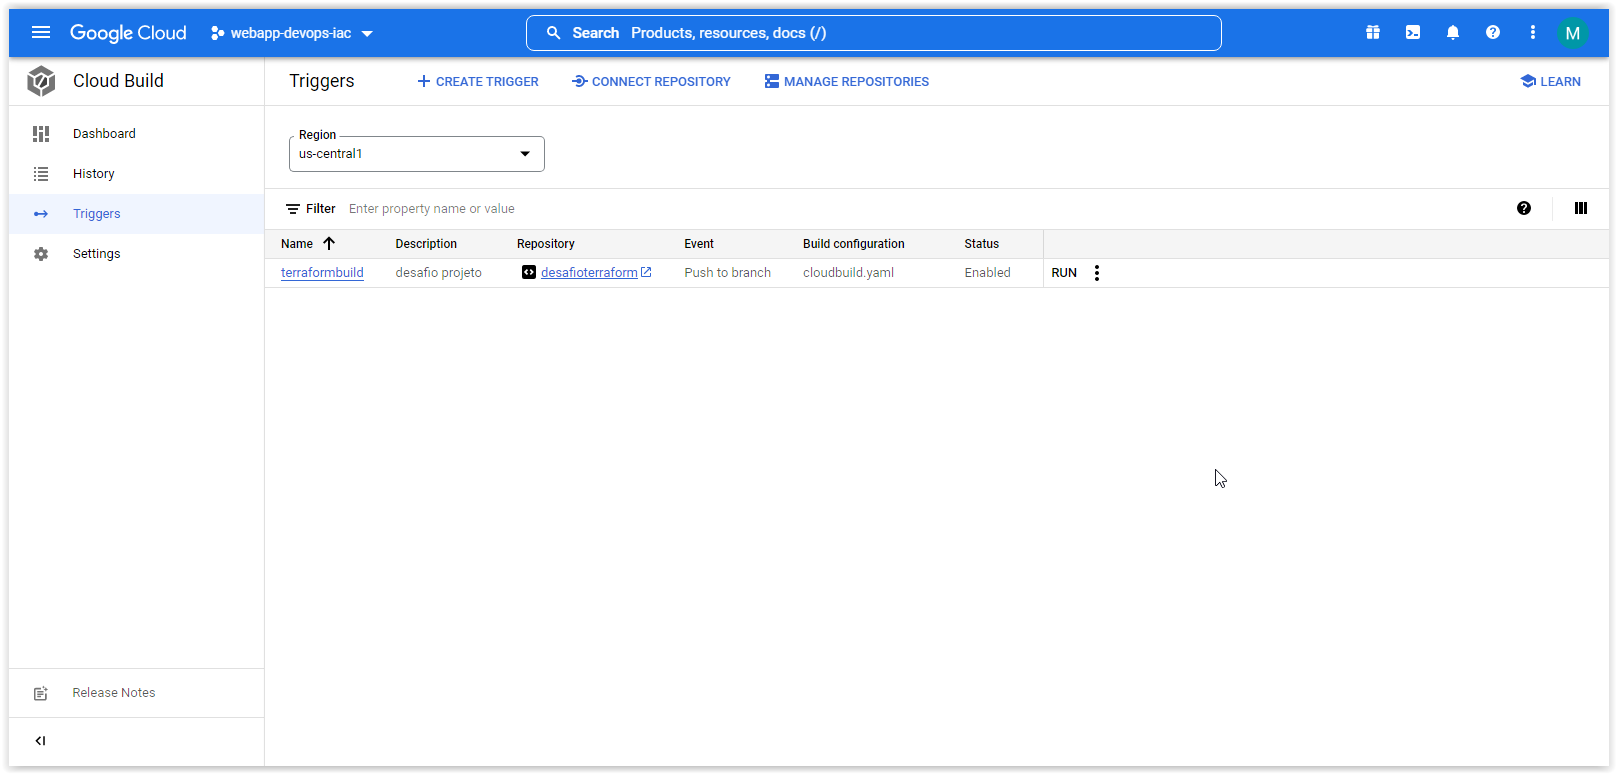 Google Cloud webapp-devops-iac Search Products, resources, docs (/) M
Cloud Build Triggers CREATE TRIGGER CONNECT REPOSITORY MANAGE REPOSITORIES LEARN
Dashboard
History
Triggers
Settings
Region
us-central1
Filter Enter property name or value
Name Description Repository Event Build configuration Status
terraformbuild desafio projeto desafioterraform Push to branch cloudbuild.yaml Enabled RUN
Release Notes